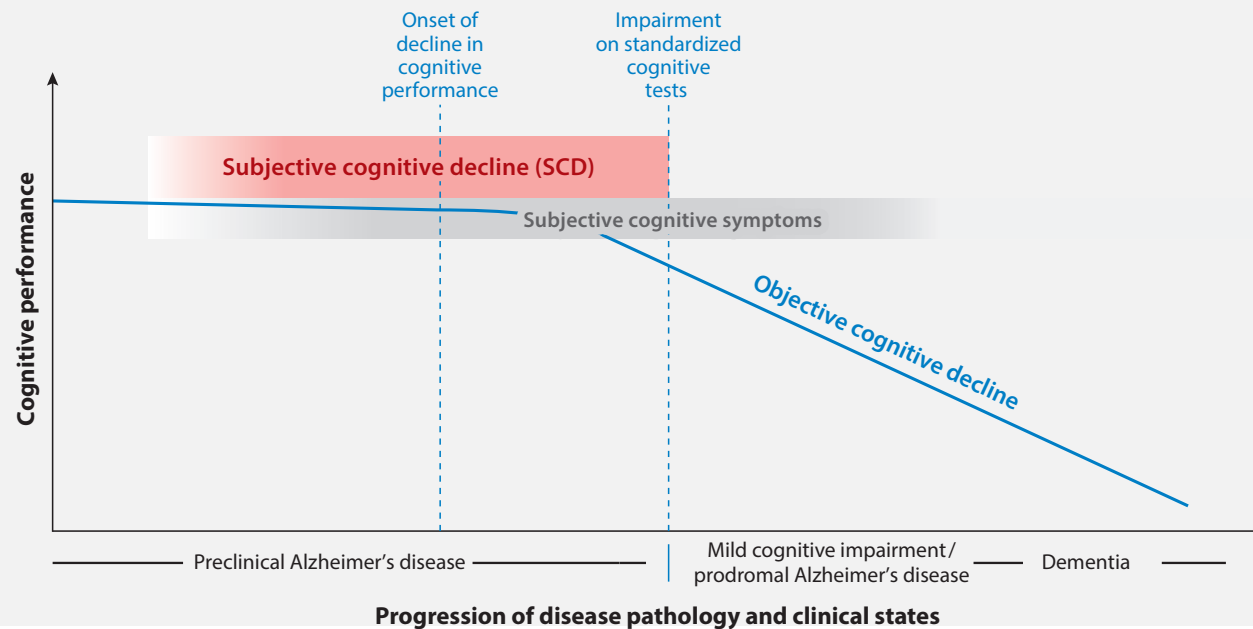 Onset of
decline in
cognitive
performance
Impairment
on standardized
cognitive
tests
Cognitive performance
Subjective cognitive decline (SCD)
Subjective cognitive symptoms
Objective cognitive decline
Preclinical Alzheimer’s disease
Mild cognitive impairment/
prodromal Alzheimer’s disease
Dementia
Progression of disease pathology and clinical states